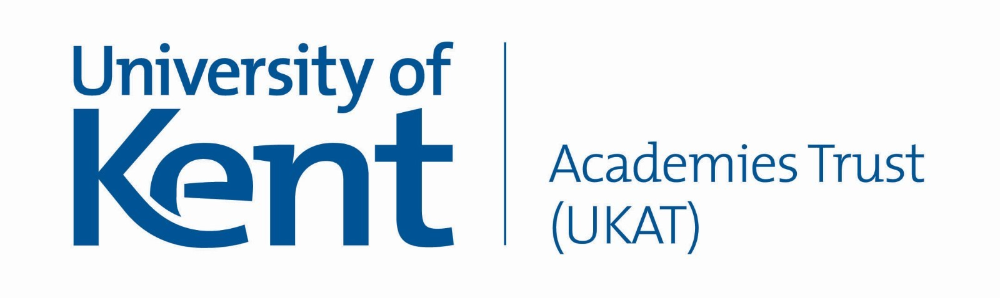 University of
Kent
Academies Trust
(UKAT)